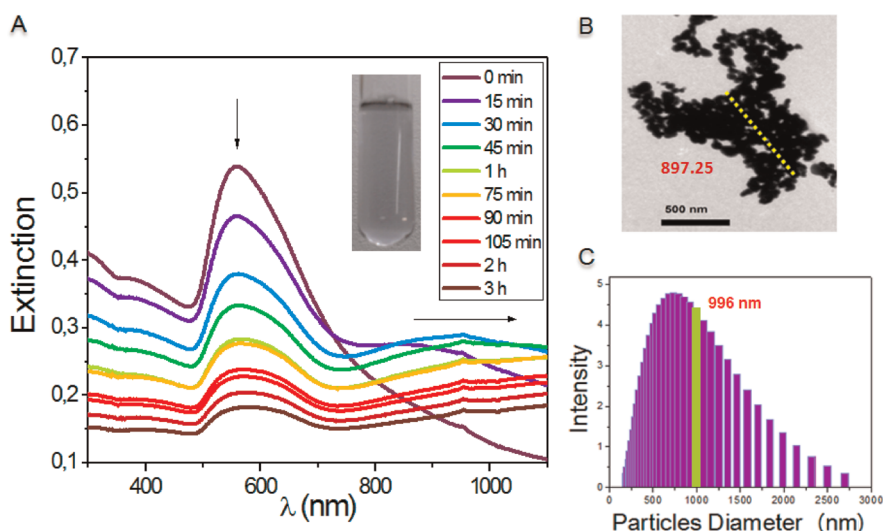 A
0,7
0,6
0,5
0,4
0,3
0,2
0,1
Extinction
400
600
800
1000
λ (nm)
0 min
15 min
30 min
45 min
1 h
75 min
90 min
105 min
2 h
3 h
B
897.25
500 nm
C
5
4
3
2
1
0
Intensity
996 nm
0
500
1000
1500
2000
2500
3000
Particles Diameter (nm)